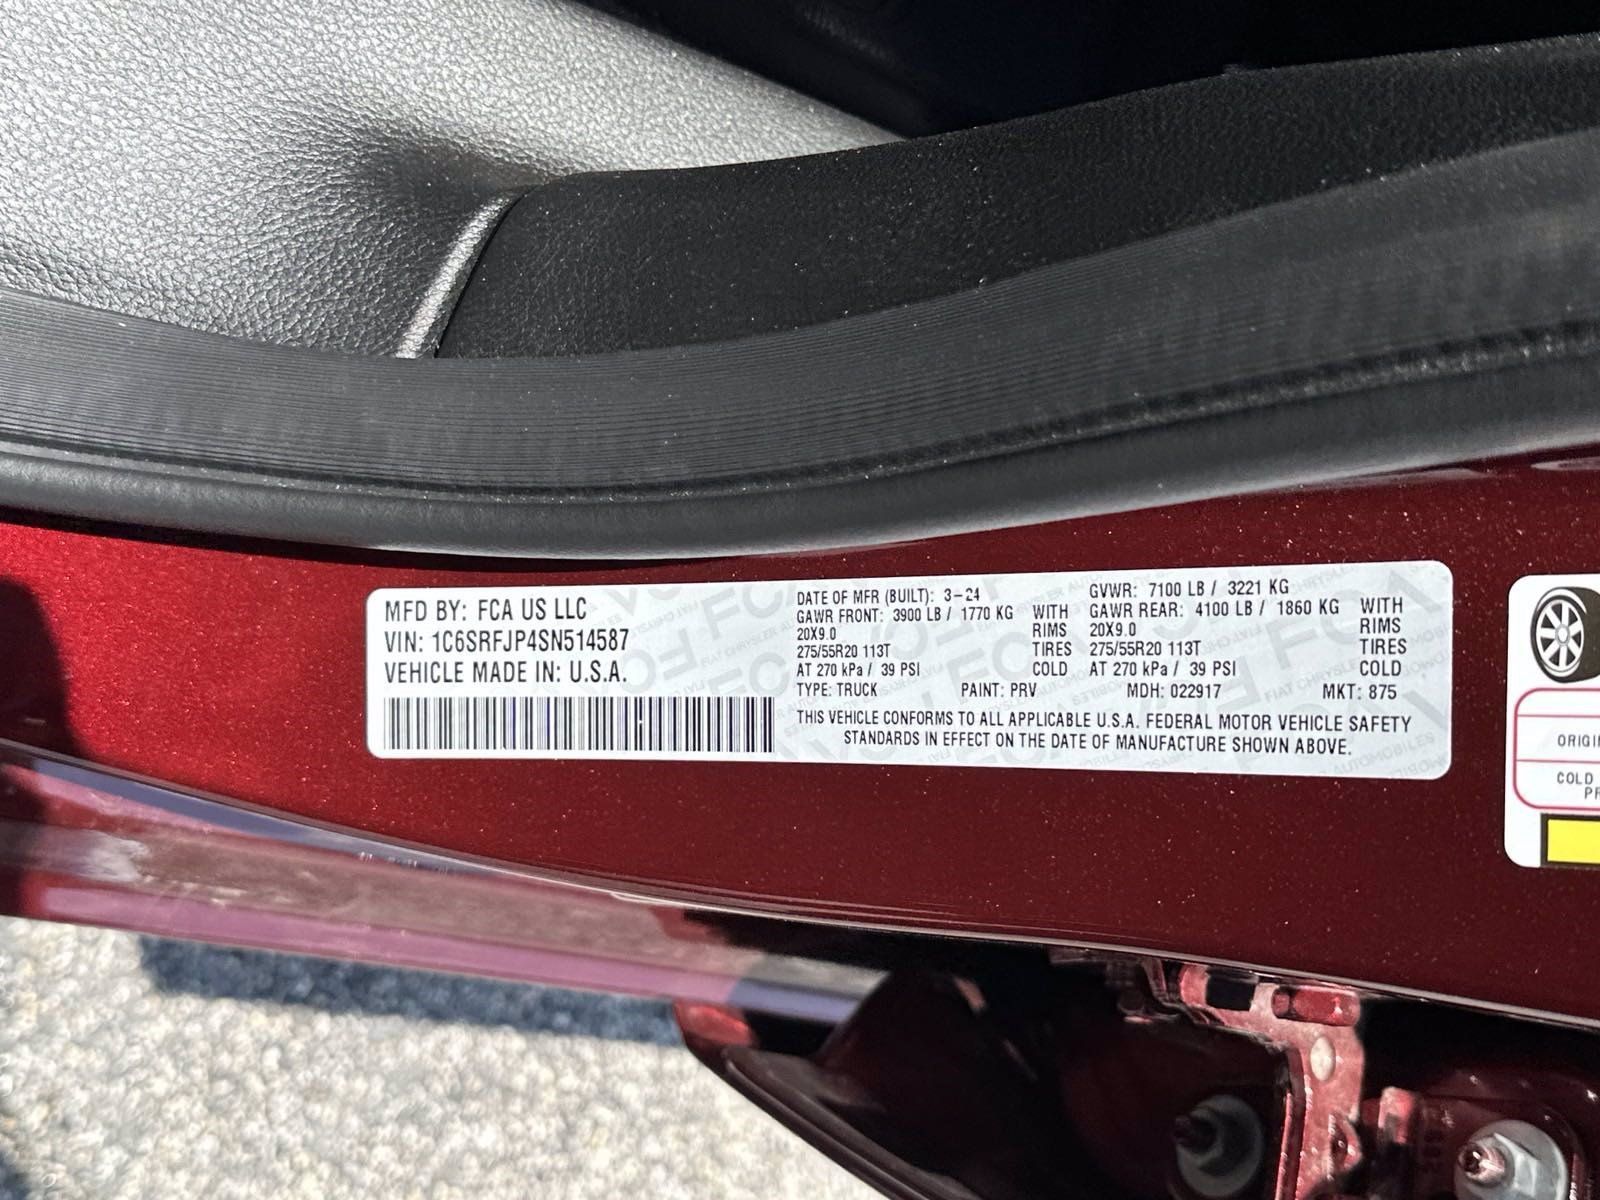 MFD BY: FCA US LLC
VIN: 1C6SRFJP4SN514587
VEHICLE MADE IN: U.S.A.
DATE OF MFR (BUILT): 3-24
GAWR FRONT: 3900 LB / 1770 KG WITH
20X9.0 RIMS
275/55R20 113T TIRES
AT 270 kPa / 39 PSI COLD
GVWR: 7100 LB / 3221 KG
GAWR REAR: 4100 LB / 1860 KG WITH
20X9.0 RIMS
275/55R20 113T TIRES
AT 270 kPa / 39 PSI COLD
TYPE: TRUCK PAINT: PRV MDH: 022917 MKT: 875
THIS VEHICLE CONFORMS TO ALL APPLICABLE U.S.A. FEDERAL MOTOR VEHICLE SAFETY
STANDARDS IN EFFECT ON THE DATE OF MANUFACTURE SHOWN ABOVE.
COLD